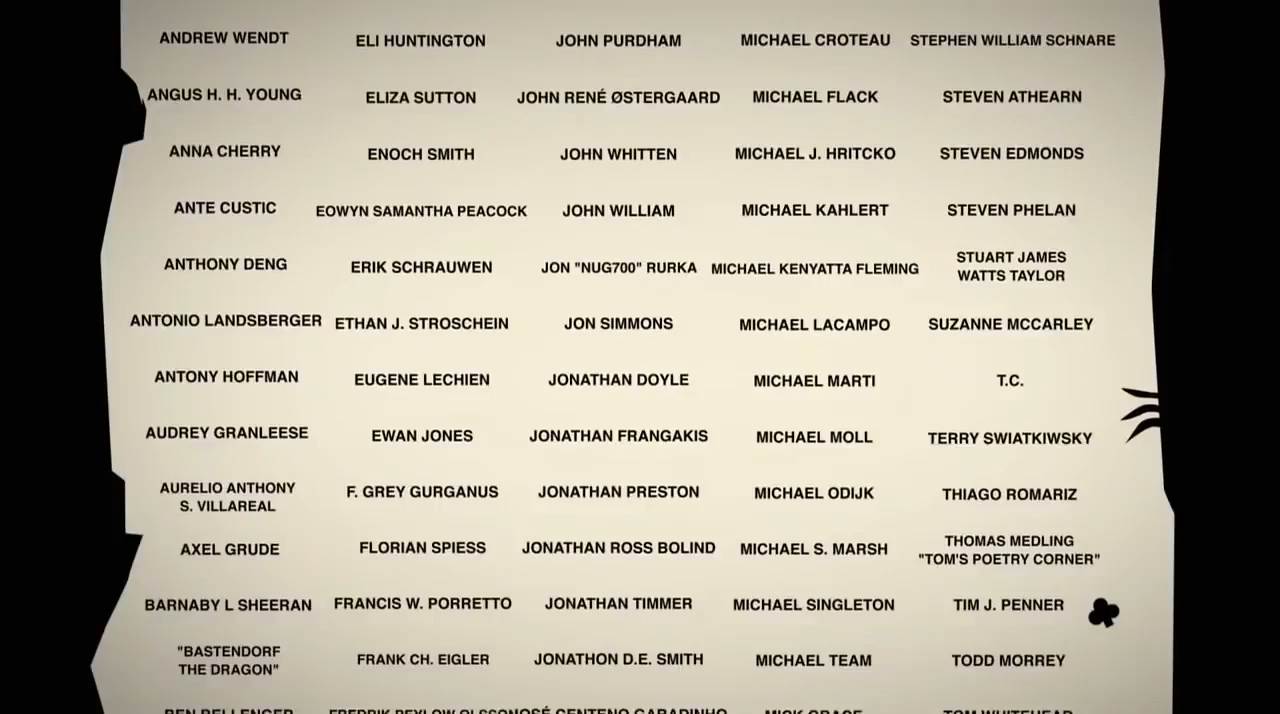 ANDREW WENDT
ELI HUNTINGTON
JOHN PURDHAM
MICHAEL CROTEAU
STEPHEN WILLIAM SCHNARE
ANGUS H. H. YOUNG
ELIZA SUTTON
JOHN RENÉ ØSTERGAARD
MICHAEL FLACK
STEVEN ATHEARN
ANNA CHERRY
ENOCH SMITH
JOHN WHITTEN
MICHAEL J. HRITCKO
STEVEN EDMONDS
ANTE CUSTIC
EOWYN SAMANTHA PEACOCK
JOHN WILLIAM
MICHAEL KAHLERT
STEVEN PHELAN
ANTHONY DENG
ERIK SCHRAUWEN
JON "NUG700" RURKA
MICHAEL KENYATTA FLEMING
STUART JAMES
WATTS TAYLOR
ANTONIO LANDSBERGER
ETHAN J. STROSCHEIN
JON SIMMONS
MICHAEL LACAMPO
SUZANNE MCCARLEY
ANTONY HOFFMAN
EUGENE LECHIEN
JONATHAN DOYLE
MICHAEL MARTI
T.C.
AUDREY GRANLEESE
EWAN JONES
JONATHAN FRANGAKIS
MICHAEL MOLL
TERRY SWIATKIWSKY
AURELIO ANTHONY
S. VILLAREAL
F. GREY GURGANUS
JONATHAN PRESTON
MICHAEL ODIJK
THIAGO ROMARIZ
AXEL GRUDE
FLORIAN SPIESS
JONATHAN ROSS BOLIND
MICHAEL S. MARSH
THOMAS MEDLING
"TOM'S POETRY CORNER"
BARNABY L SHEERAN
FRANCIS W. PORRETTO
JONATHAN TIMMER
MICHAEL SINGLETON
TIM J. PENNER
"BASTENDORF
THE DRAGON"
FRANK CH. EIGLER
JONATHON D.E. SMITH
MICHAEL TEAM
TODD MORREY